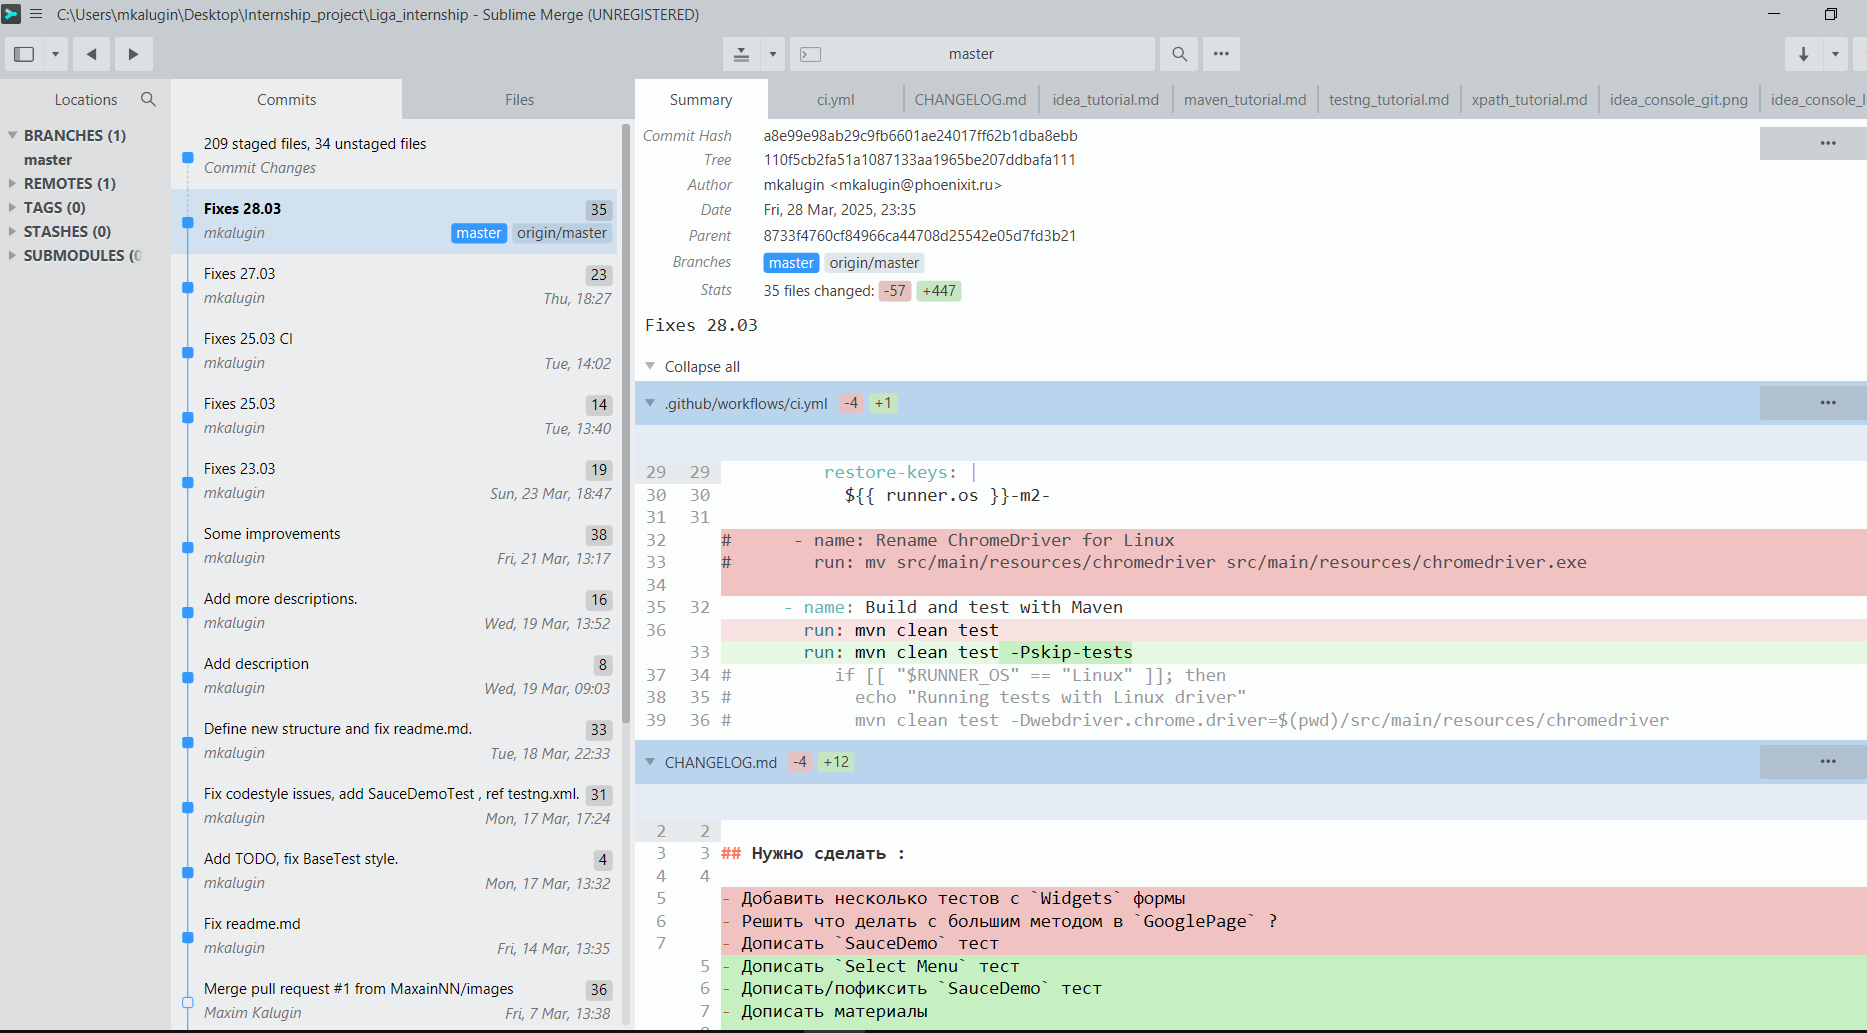 C:\Users\mkalugin\Desktop\Internship_project\Liga_internship - Sublime Merge (UNREGISTERED)
master
Locations
BRANCHES (1)
master
REMOTES (1)
TAGS (0)
STASHES (0)
SUBMODULES (0
Commits
Files
209 staged files, 34 unstaged files
Commit Changes
Fixes 28.03 35
mkalugin master origin/master
Fixes 27.03 23
mkalugin Thu, 18:27
Fixes 25.03 CI
mkalugin Tue, 14:02
Fixes 25.03 14
mkalugin Tue, 13:40
Fixes 23.03 19
mkalugin Sun, 23 Mar, 18:47
Some improvements 38
mkalugin Fri, 21 Mar, 13:17
Add more descriptions. 16
mkalugin Wed, 19 Mar, 13:52
Add description 8
mkalugin Wed, 19 Mar, 09:03
Define new structure and fix readme.md. 33
mkalugin Tue, 18 Mar, 22:33
Fix codestyle issues, add SauceDemoTest , ref testng.xml. 31
mkalugin Mon, 17 Mar, 17:24
Add TODO, fix BaseTest style. 4
mkalugin Mon, 17 Mar, 13:32
Fix readme.md
mkalugin Fri, 14 Mar, 13:35
Merge pull request #1 from MaxainNN/images 36
Maxim Kalugin Fri, 7 Mar, 13:38
Summary ci.yml CHANGELOG.md idea_tutorial.md maven_tutorial.md testng_tutorial.md xpath_tutorial.md idea_console_git.png idea_console_l
Commit Hash a8e99e98ab29c9fb6601ae24017ff62b1dba8ebb
Tree 110f5cb2fa51a1087133aa1965be207ddbafa111
Author mkalugin <mkalugin@phoenixit.ru>
Date Fri, 28 Mar, 2025, 23:35
Parent 8733f4760cf84966ca44708d25542e05d7fd3b21
Branches master origin/master
Stats 35 files changed: -57 +447
Fixes 28.03
Collapse all
.github/workflows/ci.yml -4 +1
29 29 restore-keys: |
30 30 ${{ runner.os }}-m2-
31 31
32 # - name: Rename ChromeDriver for Linux
33 # run: mv src/main/resources/chromedriver src/main/resources/chromedriver.exe
34
35 32 - name: Build and test with Maven
36 run: mvn clean test
33 run: mvn clean test -Pskip-tests
37 34 # if [[ "$RUNNER_OS" == "Linux" ]]; then
38 35 # echo "Running tests with Linux driver"
39 36 # mvn clean test -Dwebdriver.chrome.driver=$(pwd)/src/main/resources/chromedriver
CHANGELOG.md -4 +12
2 2
3 3 ## Нужно сделать :
4 4
5 - Добавить несколько тестов с `Widgets` формы
6 - Решить что делать с большим методом в `GooglePage` ?
7 - Дописать `SauceDemo` тест
5 - Дописать `Select Menu` тест
6 - Дописать/пофиксить `SauceDemo` тест
7 - Дописать материалы